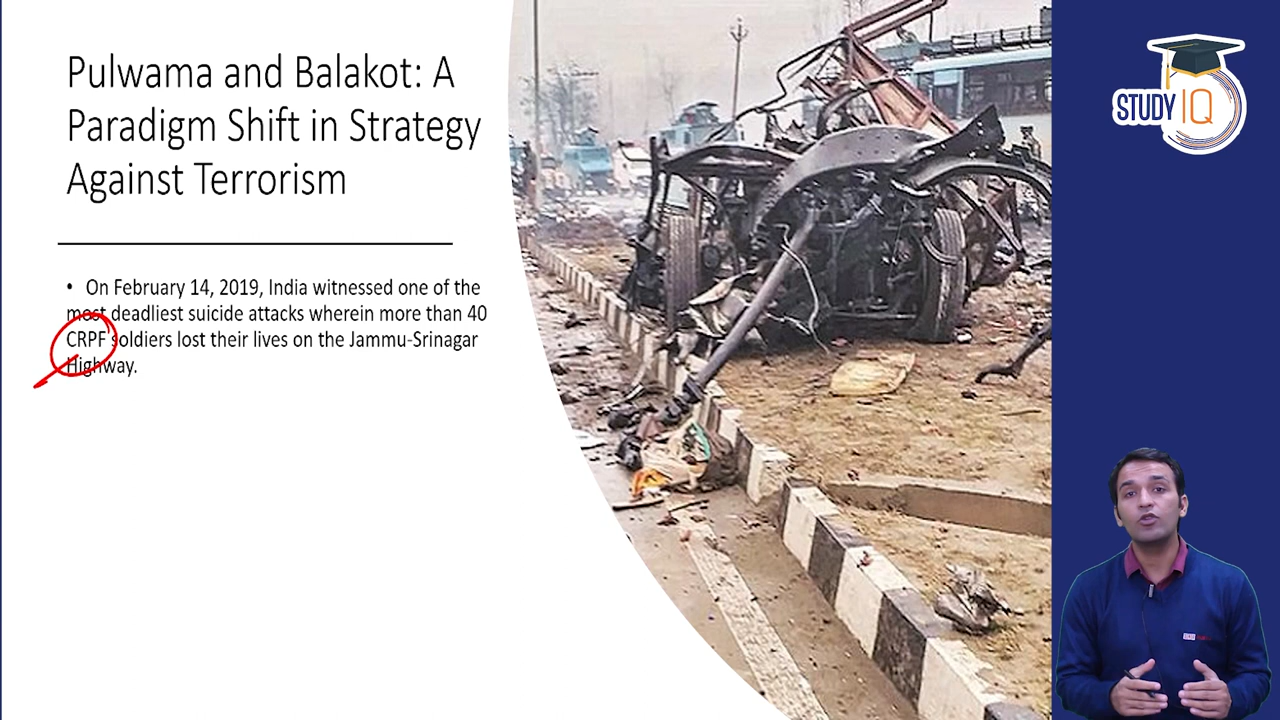 Pulwama and Balakot: A
Paradigm Shift in Strategy
Against Terrorism
• On February 14, 2019, India witnessed one of the
most deadliest suicide attacks wherein more than 40
CRPF soldiers lost their lives on the Jammu-Srinagar
Highway.
STUDY IQ